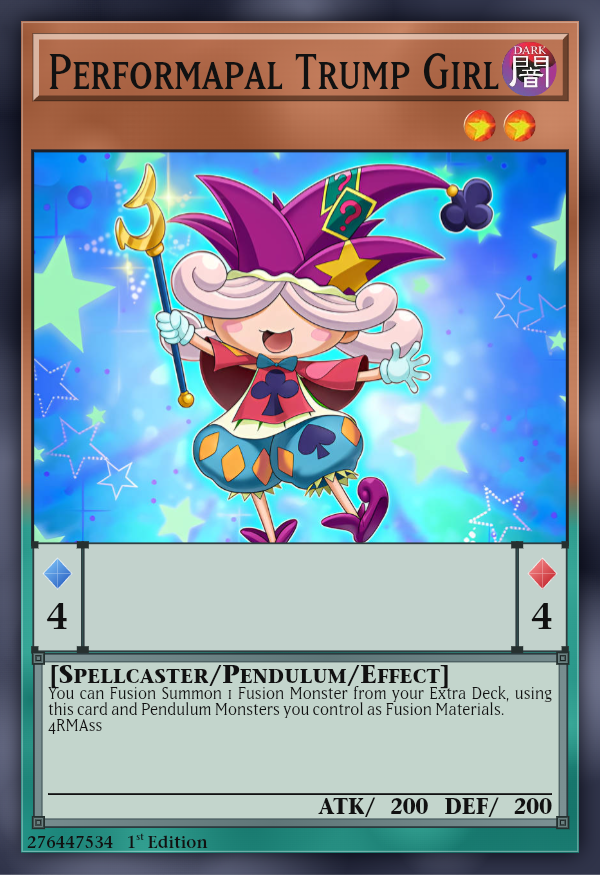 Performapal Trump Girl
DARK
闇
?
?
4
4
[Spellcaster/Pendulum/Effect]
You can Fusion Summon 1 Fusion Monster from your Extra Deck, using
this card and Pendulum Monsters you control as Fusion Materials.
4RMAss
ATK/ 200 DEF/ 200
276447534 1st Edition